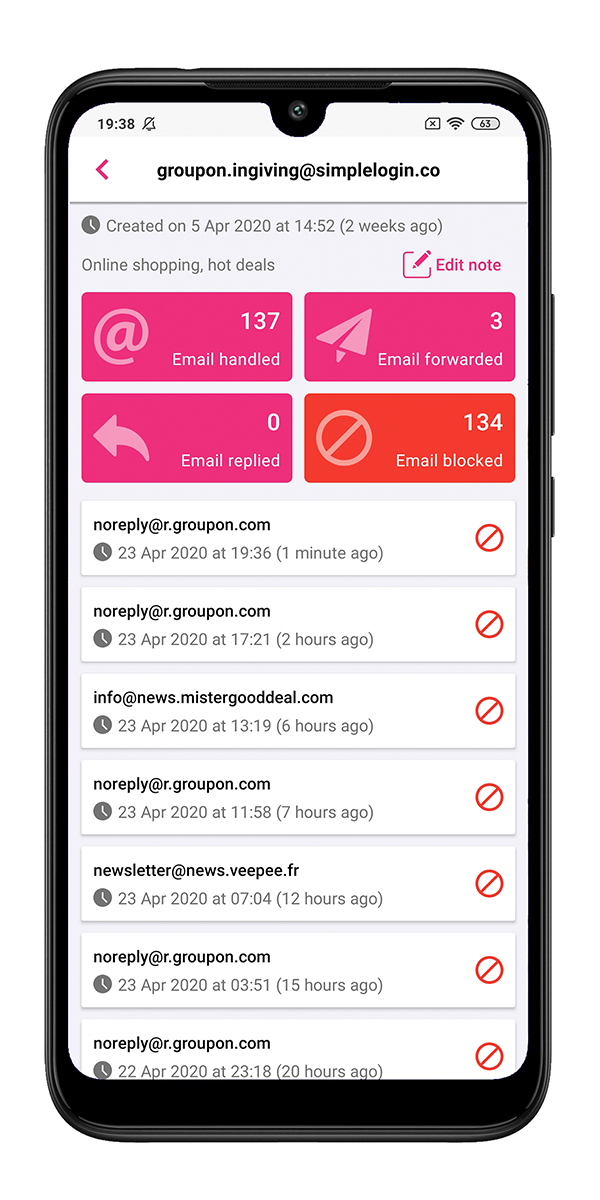 19:38
63
groupon.ingiving@simplelogin.co
Created on 5 Apr 2020 at 14:52 (2 weeks ago)
Online shopping, hot deals
Edit note
137
Email handled
3
Email forwarded
0
Email replied
134
Email blocked
noreply@r.groupon.com
23 Apr 2020 at 19:36 (1 minute ago)
noreply@r.groupon.com
23 Apr 2020 at 17:21 (2 hours ago)
info@news.mistergooddeal.com
23 Apr 2020 at 13:19 (6 hours ago)
noreply@r.groupon.com
23 Apr 2020 at 11:58 (7 hours ago)
newsletter@news.veepee.fr
23 Apr 2020 at 07:04 (12 hours ago)
noreply@r.groupon.com
23 Apr 2020 at 03:51 (15 hours ago)
noreply@r.groupon.com
22 Apr 2020 at 23:18 (20 hours ago)